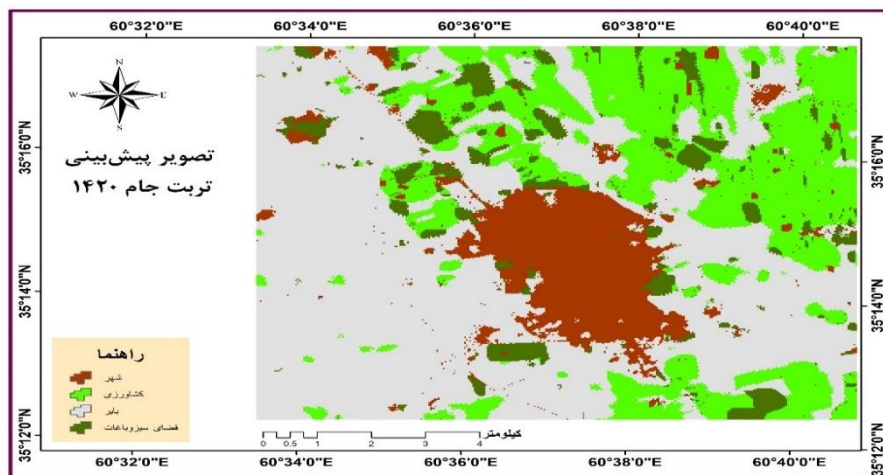 60°32'0"E 60°34'0"E 60°36'0"E 60°38'0"E 60°40'0"E
N
W E
S
35°16'0"N
35°16'0"N
تصویر پیش‌بینی
تربت جام ۱۴۲۰
35°14'0"N
35°14'0"N
راهنما
شهر
کشاورزی
بایر
فضای سبزوباغات
35°12'0"N
35°12'0"N
کیلومتر
0 0.5 1 2 3 4
60°32'0"E 60°34'0"E 60°36'0"E 60°38'0"E 60°40'0"E